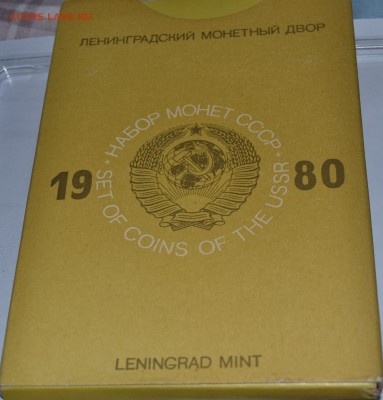 ЛЕНИНГРАДСКИЙ МОНЕТНЫЙ ДВОР
· НАБОР МОНЕТ СССР ·
19 80
SET OF COINS OF THE USSR
LENINGRAD MINT